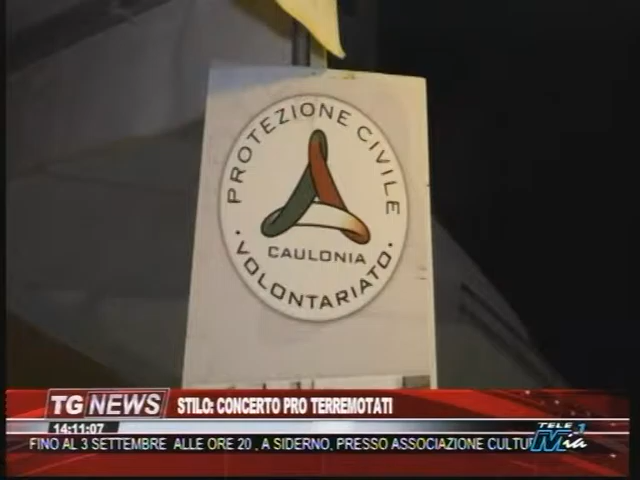 PROTEZIONE CIVILE
CAULONIA
· VOLONTARIATO ·
TG NEWS
STILO: CONCERTO PRO TERREMOTATI
14:11:07
FINO AL 3 SETTEMBRE ALLE ORE 20 , A SIDERNO, PRESSO ASSOCIAZIONE CULTU
TELE 1
Mia